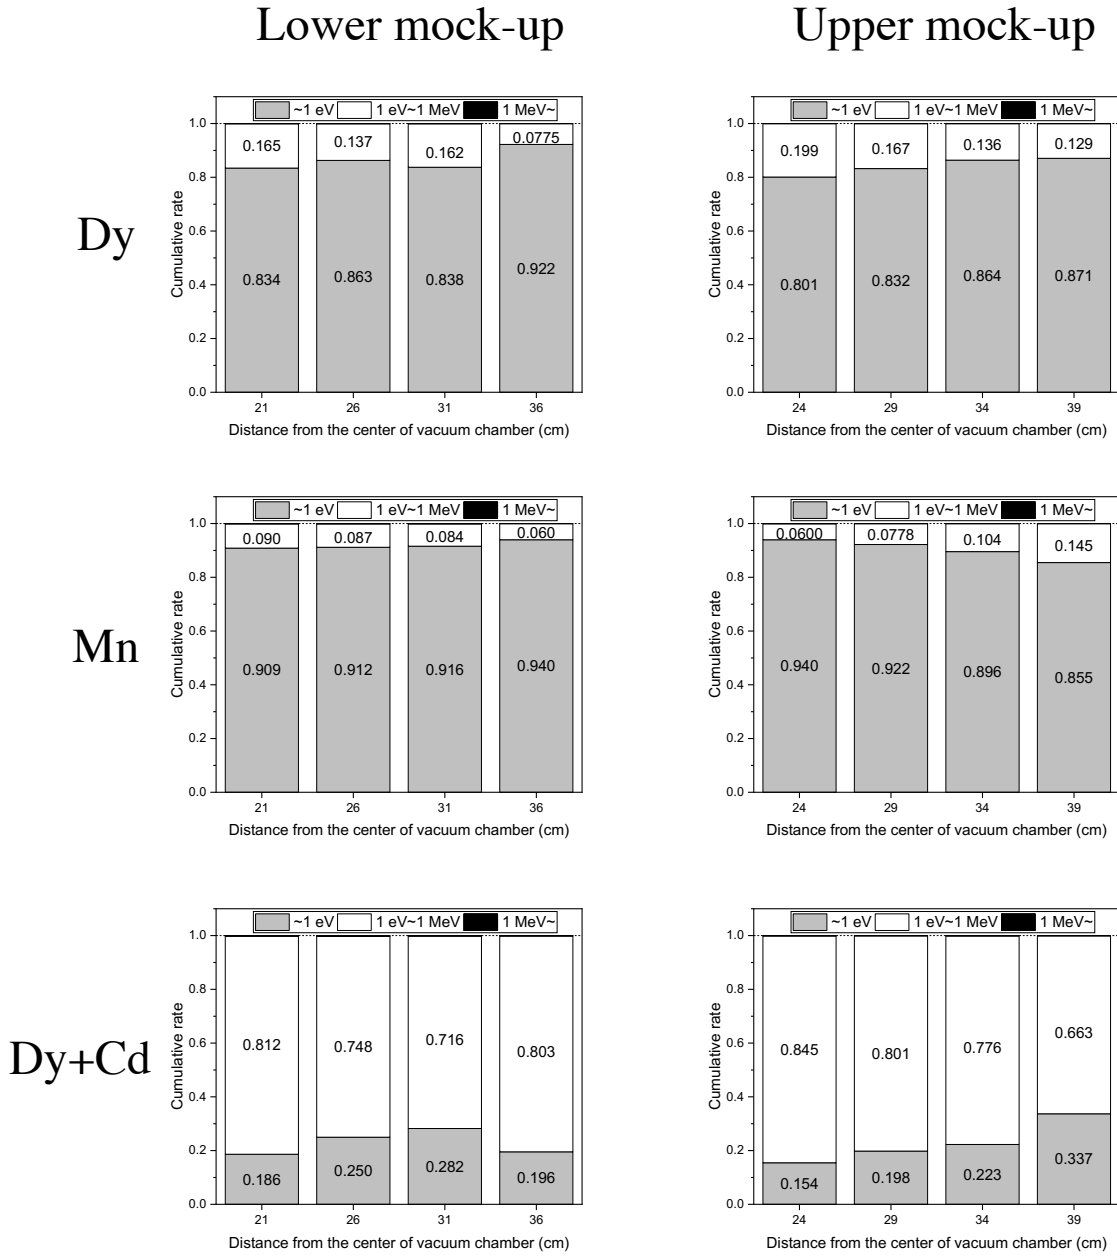 Lower mock-up
Upper mock-up
Dy
~1 eV 1 eV~1 MeV 1 MeV~
1.0
0.8
0.6
0.4
0.2
0.0
Cumulative rate
0.165 0.137 0.162 0.0775
0.834 0.863 0.838 0.922
21 26 31 36
Distance from the center of vacuum chamber (cm)
~1 eV 1 eV~1 MeV 1 MeV~
1.0
0.8
0.6
0.4
0.2
0.0
Cumulative rate
0.199 0.167 0.136 0.129
0.801 0.832 0.864 0.871
24 29 34 39
Distance from the center of vacuum chamber (cm)
Mn
~1 eV 1 eV~1 MeV 1 MeV~
1.0
0.8
0.6
0.4
0.2
0.0
Cumulative rate
0.090 0.087 0.084 0.060
0.909 0.912 0.916 0.940
21 26 31 36
Distance from the center of vacuum chamber (cm)
~1 eV 1 eV~1 MeV 1 MeV~
1.0
0.8
0.6
0.4
0.2
0.0
Cumulative rate
0.0600 0.0778 0.104 0.145
0.940 0.922 0.896 0.855
24 29 34 39
Distance from the center of vacuum chamber (cm)
Dy+Cd
~1 eV 1 eV~1 MeV 1 MeV~
1.0
0.8
0.6
0.4
0.2
0.0
Cumulative rate
0.812 0.748 0.716 0.803
0.186 0.250 0.282 0.196
21 26 31 36
Distance from the center of vacuum chamber (cm)
~1 eV 1 eV~1 MeV 1 MeV~
1.0
0.8
0.6
0.4
0.2
0.0
Cumulative rate
0.845 0.801 0.776 0.663
0.154 0.198 0.223 0.337
24 29 34 39
Distance from the center of vacuum chamber (cm)